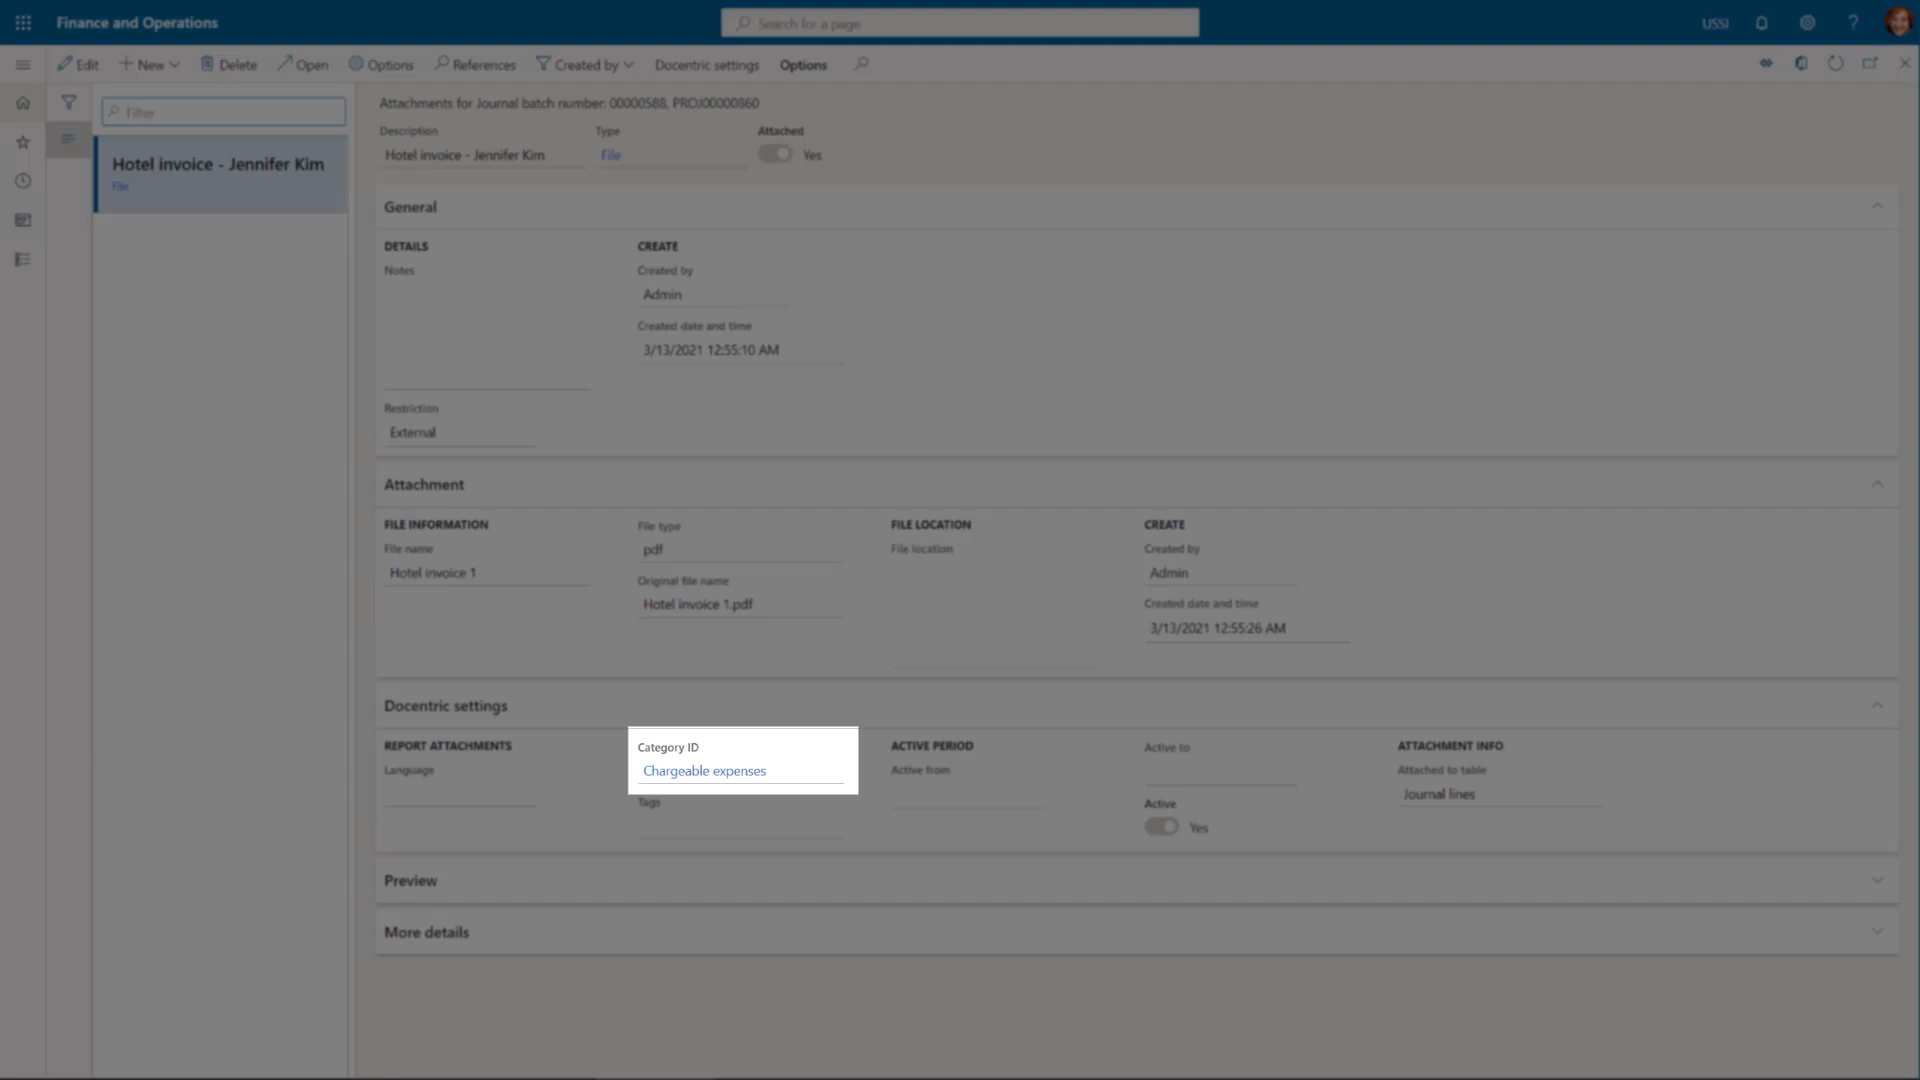 Finance and Operations
Search for a page
USSI
Edit
New
Delete
Open
Options
References
Created by
Docentric settings
Options
Filter
Hotel invoice - Jennifer Kim
File
Attachments for Journal batch number: 00000588, PROJ00000860
Description
Type
Attached
Hotel invoice - Jennifer Kim
File
Yes
General
DETAILS
CREATE
Notes
Created by
Admin
Created date and time
3/13/2021 12:55:10 AM
Restriction
External
Attachment
FILE INFORMATION
File type
FILE LOCATION
CREATE
File name
pdf
File location
Created by
Hotel invoice 1
Original file name
Admin
Hotel invoice 1.pdf
Created date and time
3/13/2021 12:55:26 AM
Docentric settings
REPORT ATTACHMENTS
Category ID
ACTIVE PERIOD
Active to
ATTACHMENT INFO
Language
Chargeable expenses
Active from
Attached to table
Journal lines
Tags
Active
Yes
Preview
More details